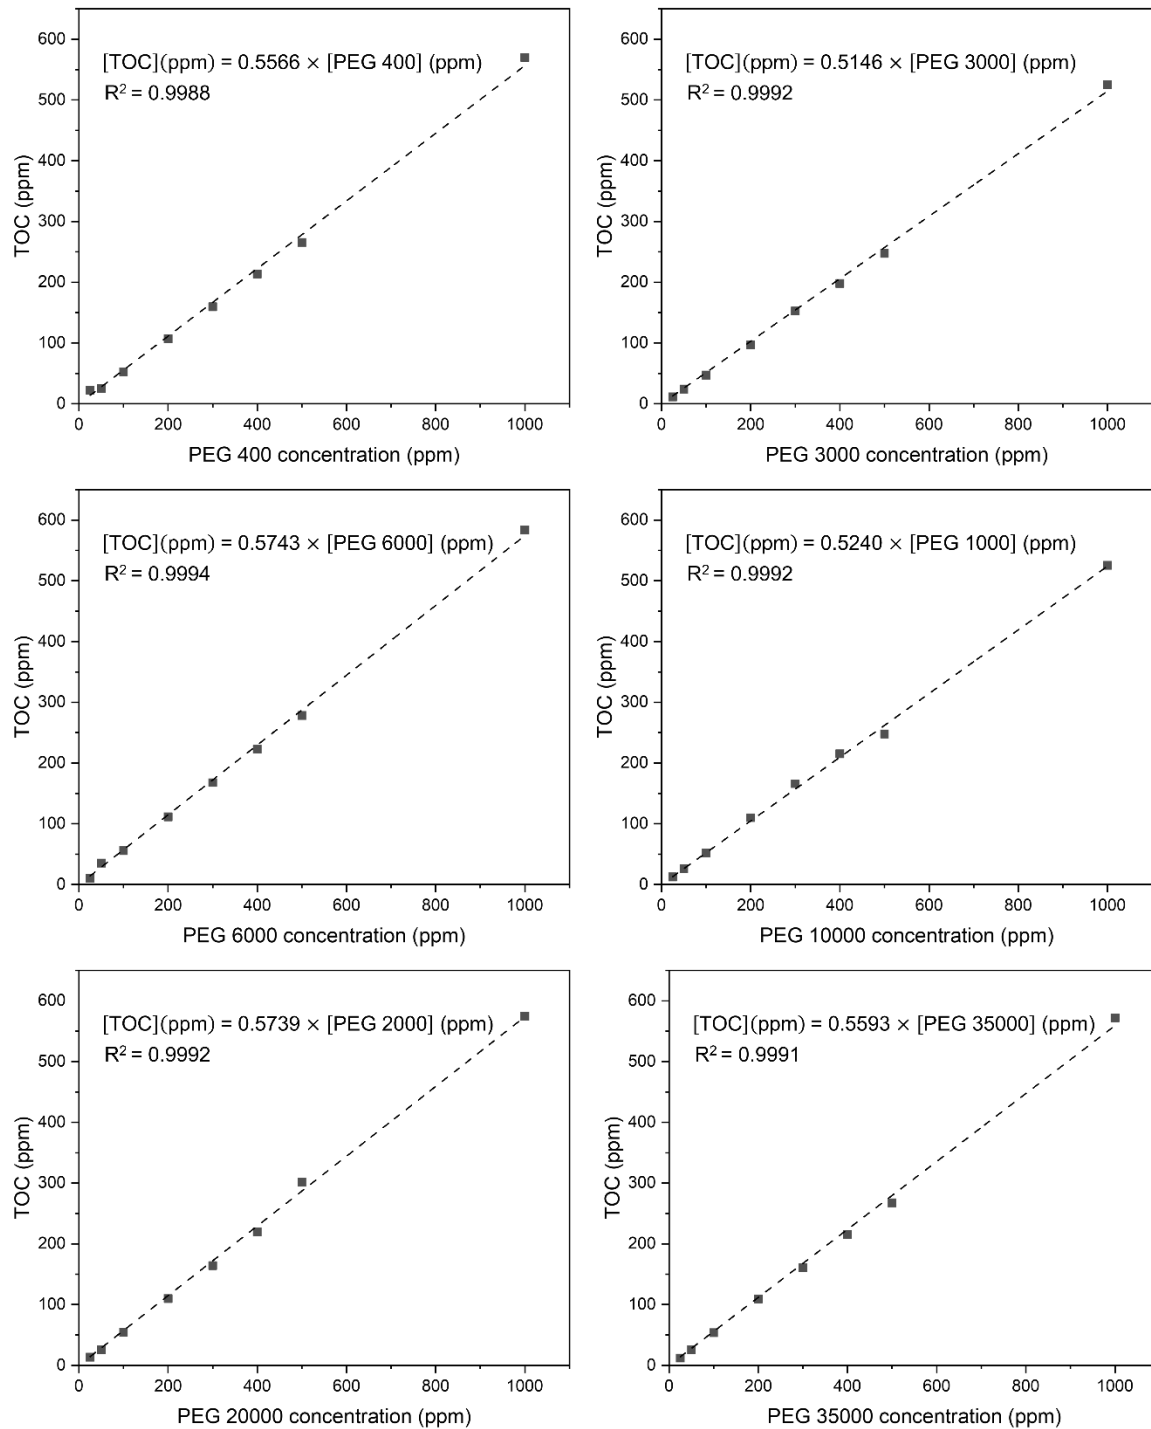 [TOC](ppm) = 0.5566 × [PEG 400] (ppm)
R² = 0.9988
TOC (ppm)
600
500
400
300
200
100
0
0 200 400 600 800 1000
PEG 400 concentration (ppm)
[TOC](ppm) = 0.5146 × [PEG 3000] (ppm)
R² = 0.9992
TOC (ppm)
600
500
400
300
200
100
0
0 200 400 600 800 1000
PEG 3000 concentration (ppm)
[TOC](ppm) = 0.5743 × [PEG 6000] (ppm)
R² = 0.9994
TOC (ppm)
600
500
400
300
200
100
0
0 200 400 600 800 1000
PEG 6000 concentration (ppm)
[TOC](ppm) = 0.5240 × [PEG 1000] (ppm)
R² = 0.9992
TOC (ppm)
600
500
400
300
200
100
0
0 200 400 600 800 1000
PEG 10000 concentration (ppm)
[TOC](ppm) = 0.5739 × [PEG 2000] (ppm)
R² = 0.9992
TOC (ppm)
600
500
400
300
200
100
0
0 200 400 600 800 1000
PEG 20000 concentration (ppm)
[TOC](ppm) = 0.5593 × [PEG 35000] (ppm)
R² = 0.9991
TOC (ppm)
600
500
400
300
200
100
0
0 200 400 600 800 1000
PEG 35000 concentration (ppm)